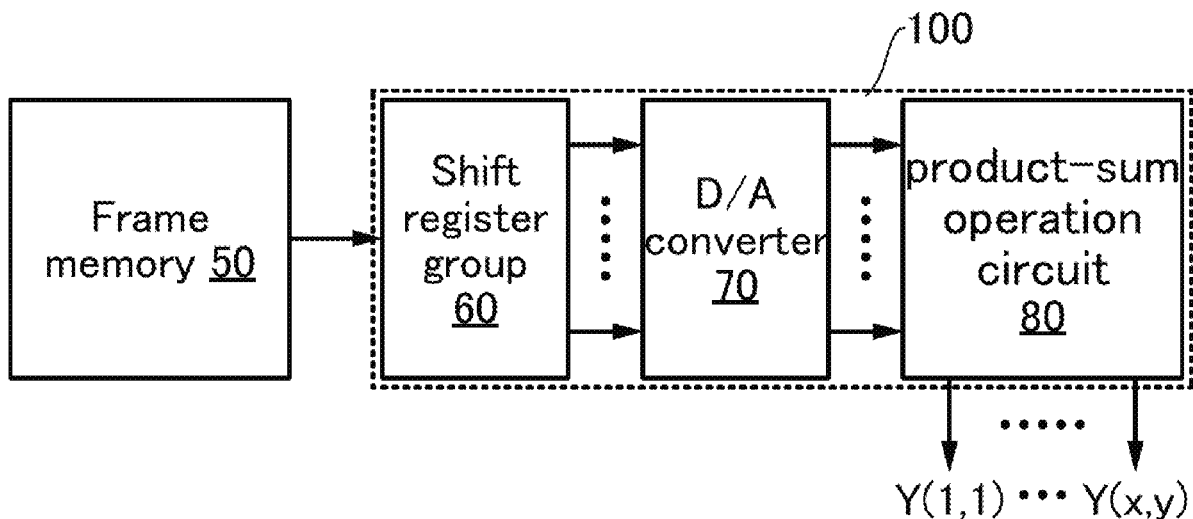 100
Frame
memory 50
Shift
register
group
60
D/A
converter
70
product-sum
operation
circuit
80
Y(1,1) ••• Y(x,y)